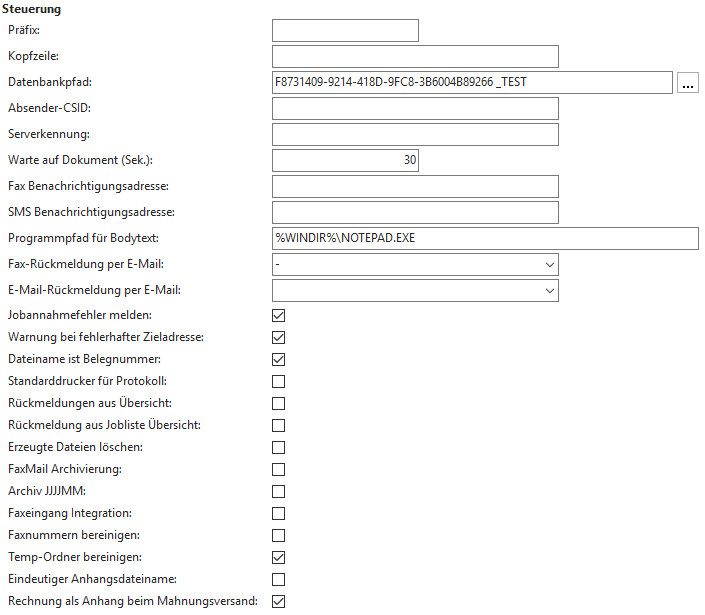 Steuerung
Präfix:
Kopfzeile:
Datenbankpfad: F8731409-9214-418D-9FC8-3B6004B89266 _TEST ...
Absender-CSID:
Serverkennung:
Warte auf Dokument (Sek.): 30
Fax Benachrichtigungsadresse:
SMS Benachrichtigungsadresse:
Programmpfad für Bodytext: %WINDIR%\NOTEPAD.EXE
Fax-Rückmeldung per E-Mail: -
E-Mail-Rückmeldung per E-Mail:
Jobannahmefehler melden:
Warnung bei fehlerhafter Zieladresse:
Dateiname ist Belegnummer:
Standarddrucker für Protokoll:
Rückmeldungen aus Übersicht:
Rückmeldung aus Jobliste Übersicht:
Erzeugte Dateien löschen:
FaxMail Archivierung:
Archiv JJJJMM:
Faxeingang Integration:
Faxnummern bereinigen:
Temp-Ordner bereinigen:
Eindeutiger Anhangsdateiname:
Rechnung als Anhang beim Mahnungsversand: